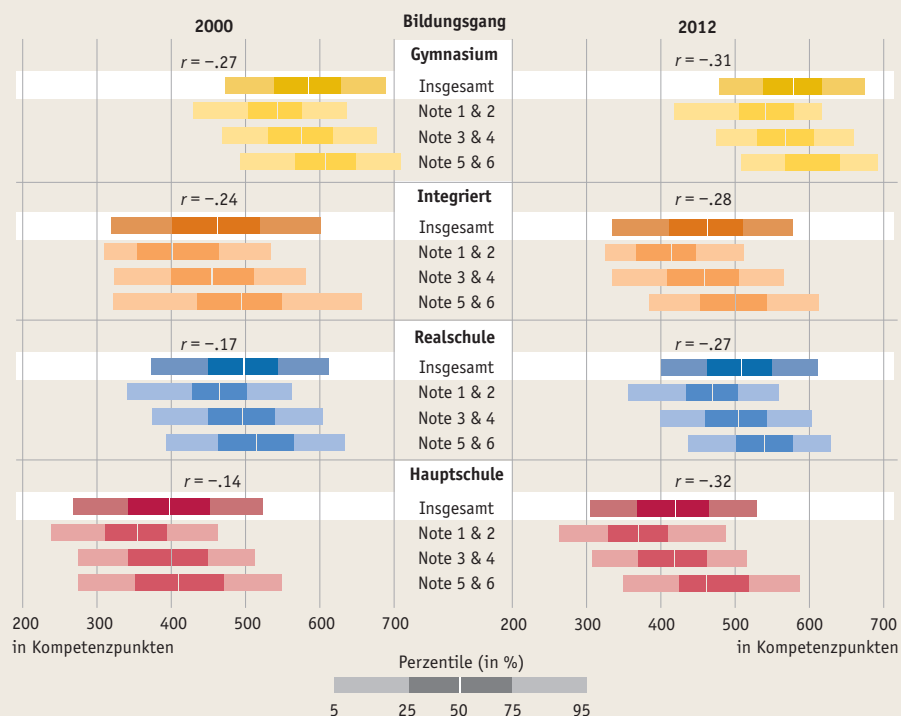 2000 Bildungsgang 2012
Gymnasium
r = –.27 r = –.31
Insgesamt
Note 1 & 2
Note 3 & 4
Note 5 & 6
Integriert
r = –.24 r = –.28
Insgesamt
Note 1 & 2
Note 3 & 4
Note 5 & 6
Realschule
r = –.17 r = –.27
Insgesamt
Note 1 & 2
Note 3 & 4
Note 5 & 6
Hauptschule
r = –.14 r = –.32
Insgesamt
Note 1 & 2
Note 3 & 4
Note 5 & 6
200 300 400 500 600 700 200 300 400 500 600 700
in Kompetenzpunkten in Kompetenzpunkten
Perzentile (in %)
5 25 50 75 95